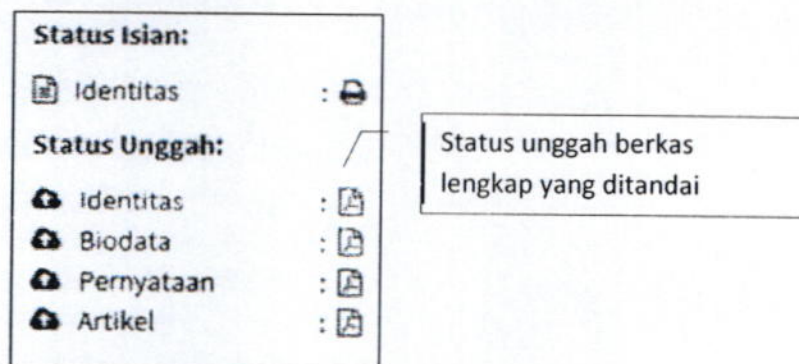 Status Isian:
Identitas :
Status Unggah:
Identitas :
Biodata :
Pernyataan :
Artikel :
Status unggah berkas
lengkap yang ditandai